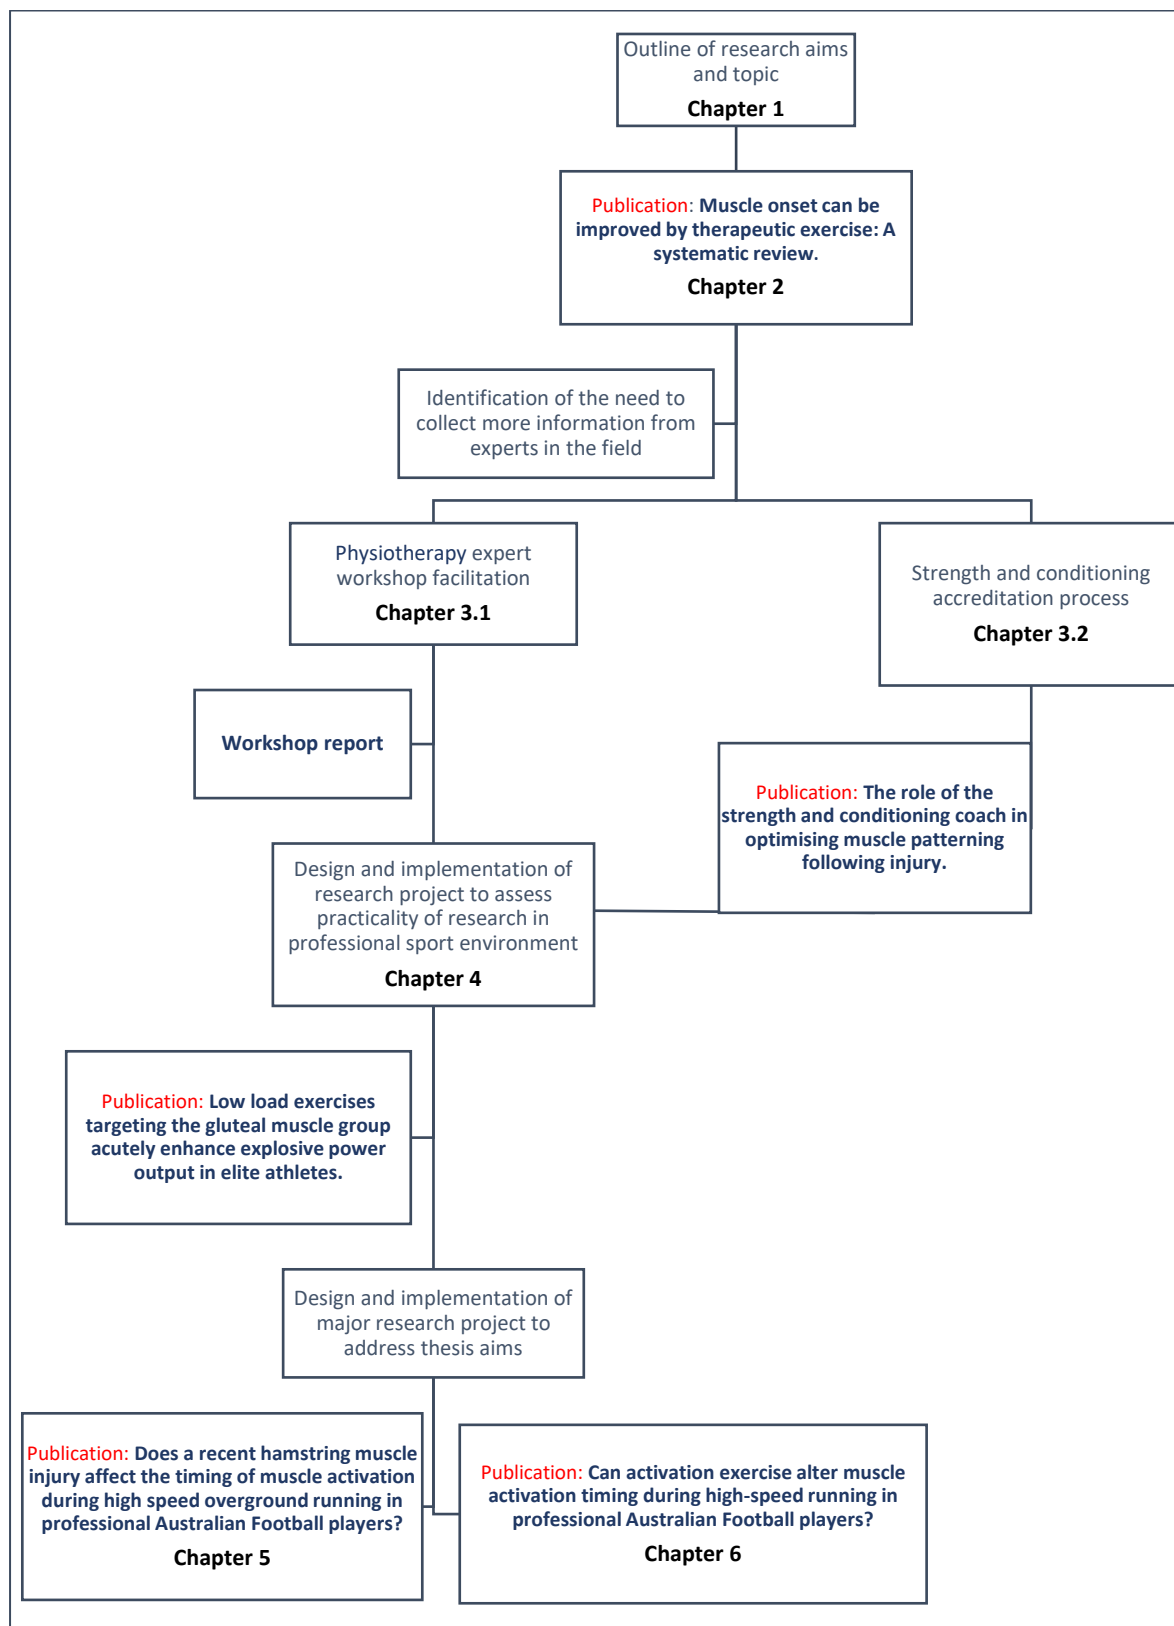 Outline of research aims
and topic
Chapter 1
Publication: Muscle onset can be
improved by therapeutic exercise: A
systematic review.
Chapter 2
Identification of the need to
collect more information from
experts in the field
Physiotherapy expert
workshop facilitation
Chapter 3.1
Strength and conditioning
accreditation process
Chapter 3.2
Workshop report
Publication: The role of the
strength and conditioning coach in
optimising muscle patterning
following injury.
Design and implementation of
research project to assess
practicality of research in
professional sport environment
Chapter 4
Publication: Low load exercises
targeting the gluteal muscle group
acutely enhance explosive power
output in elite athletes.
Design and implementation of
major research project to
address thesis aims
Publication: Does a recent hamstring muscle
injury affect the timing of muscle activation
during high speed overground running in
professional Australian Football players?
Chapter 5
Publication: Can activation exercise alter muscle
activation timing during high-speed running in
professional Australian Football players?
Chapter 6